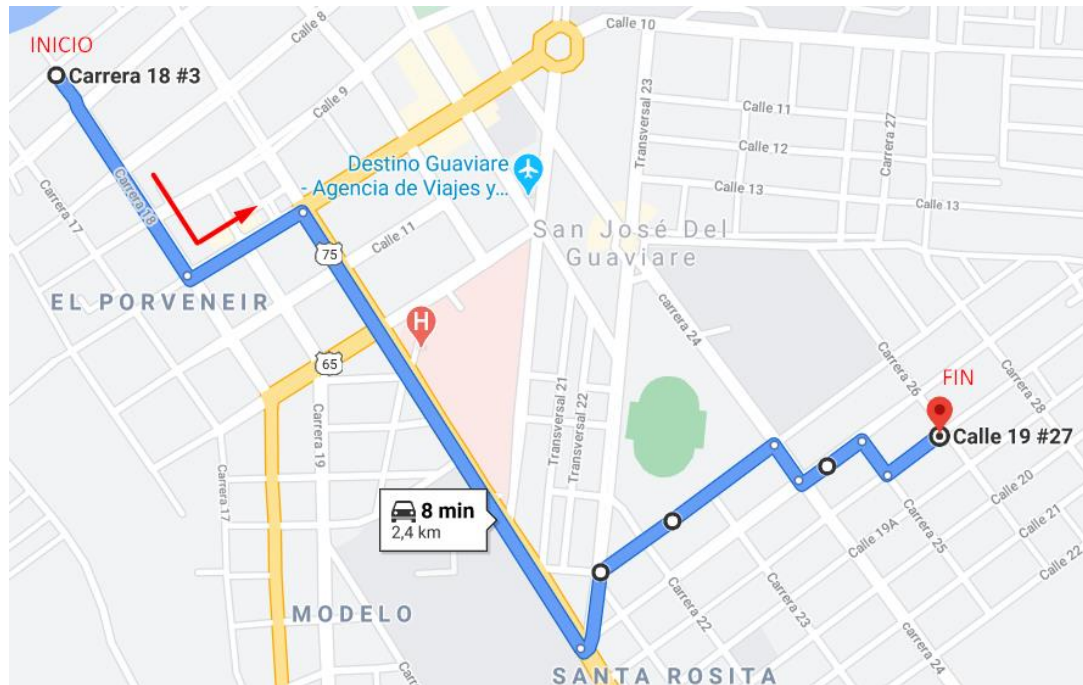 INICIO
Carrera 18 #3
Calle 8
Calle 10
Calle 9
Transversal 23
Calle 11
Carrera 27
Calle 12
Destino Guaviare
- Agencia de Viajes y...
Calle 13
Calle 13
Carrera 17
Carrera 18
Calle 11
San José Del
Guaviare
75
EL PORVENEIR
H
carrera 24
65
Carrera 26
FIN
Carrera 28
Transversal 21
Transversal 22
Carrera 19
Calle 19 #27
Carrera 17
8 min
2,4 km
Calle 20
Calle 19A
Calle 21
Carrera 25
Calle 22
MODELO
Carrera 22
Carrera 23
carrera 24
Car
SANTA ROSITA